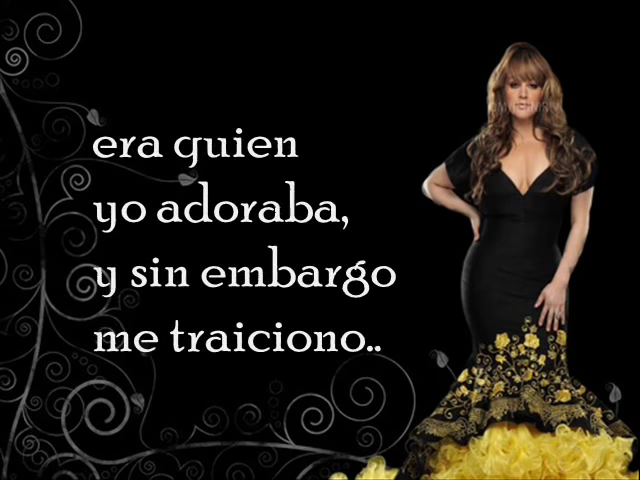 era quien
yo adoraba,
y sin embargo
me traiciono..